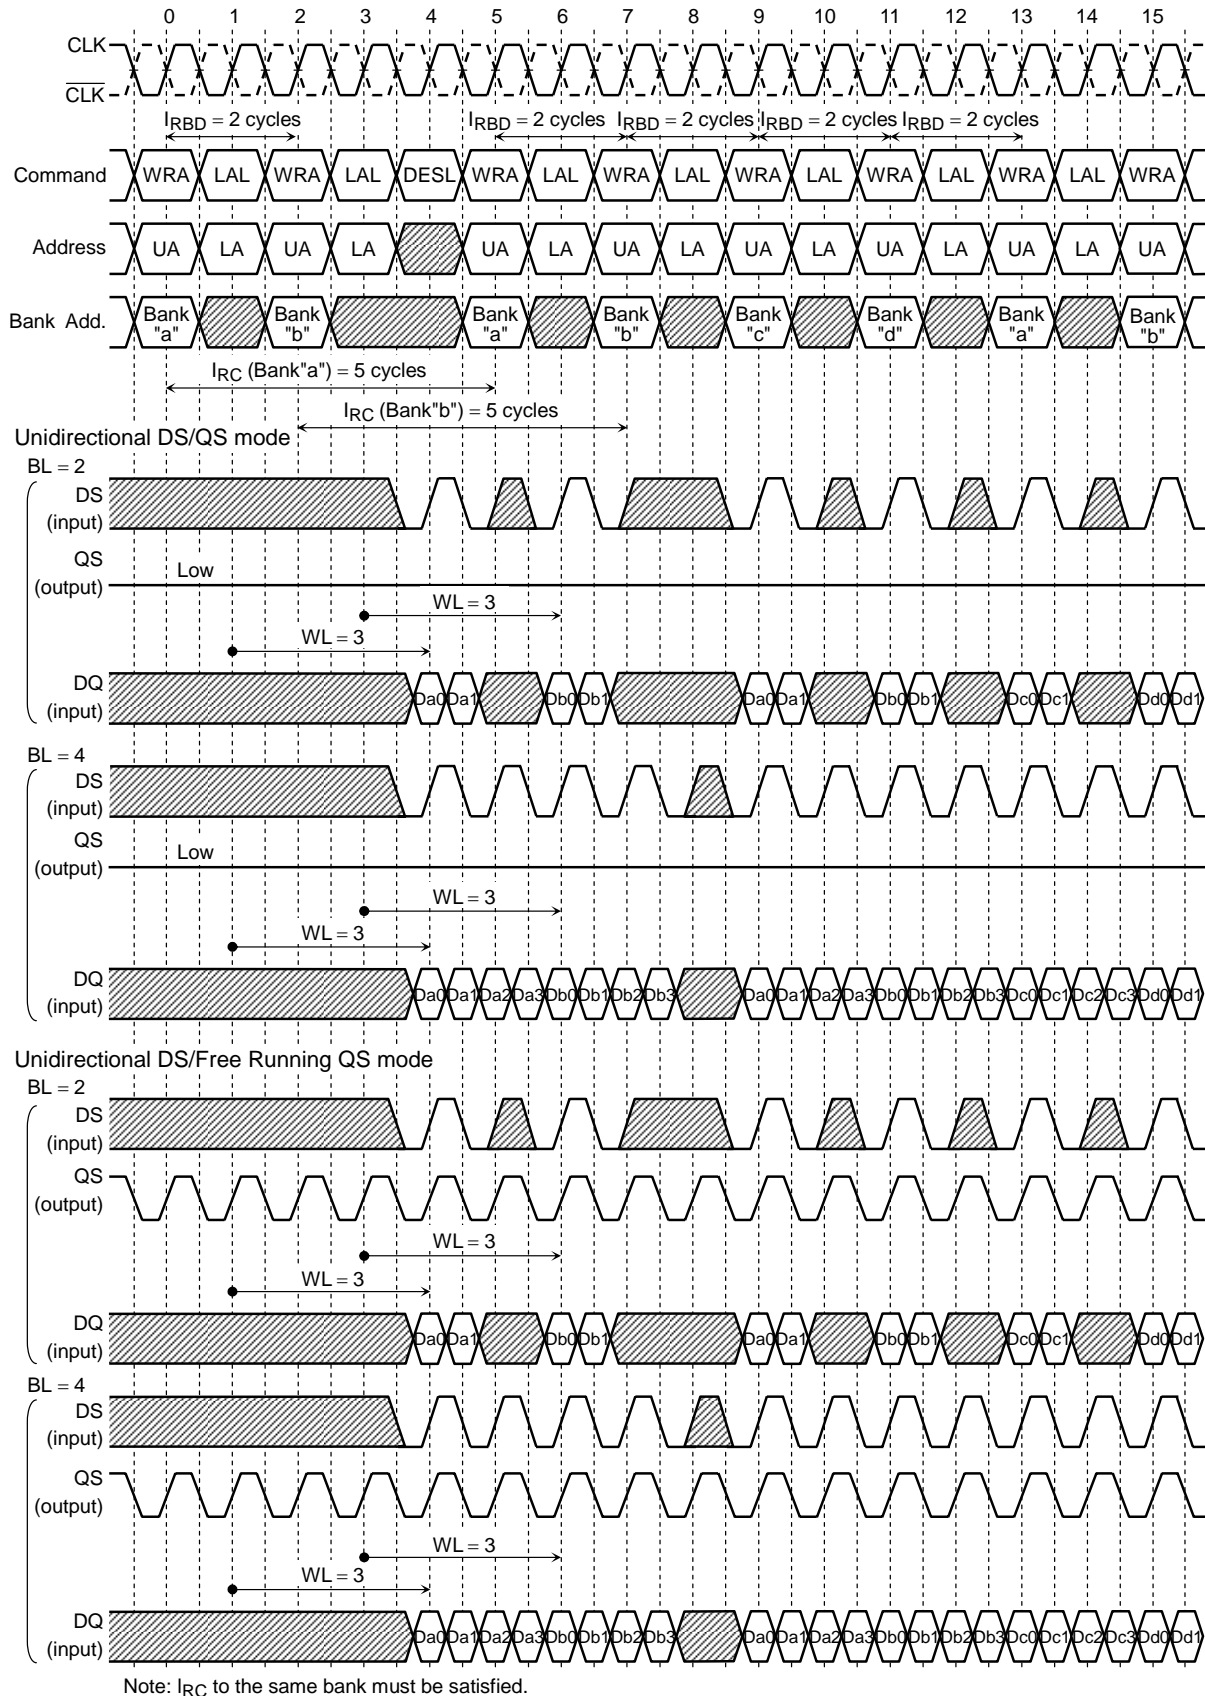 0 1 2 3 4 5 6 7 8 9 10 11 12 13 14 15
CLK
CLK
IRBD = 2 cycles IRBD = 2 cycles IRBD = 2 cycles IRBD = 2 cycles IRBD = 2 cycles
Command WRA LAL WRA LAL DESL WRA LAL WRA LAL WRA LAL WRA LAL WRA LAL WRA
Address UA LA UA LA UA LA UA LA UA LA UA LA UA LA UA
Bank Add. Bank "a" Bank "b" Bank "a" Bank "b" Bank "c" Bank "d" Bank "a" Bank "b"
IRC (Bank"a") = 5 cycles
IRC (Bank"b") = 5 cycles
Unidirectional DS/QS mode
BL = 2
DS
(input)
QS
(output)
Low
WL = 3
WL = 3
DQ
(input)
Da0 Da1 Db0 Db1 Da0 Da1 Db0 Db1 Dc0 Dc1 Dd0 Dd1
BL = 4
DS
(input)
QS
(output)
Low
WL = 3
WL = 3
DQ
(input)
Da0 Da1 Da2 Da3 Db0 Db1 Db2 Db3 Da0 Da1 Da2 Da3 Db0 Db1 Db2 Db3 Dc0 Dc1 Dc2 Dc3 Dd0 Dd1
Unidirectional DS/Free Running QS mode
BL = 2
DS
(input)
QS
(output)
WL = 3
WL = 3
DQ
(input)
Da0 Da1 Db0 Db1 Da0 Da1 Db0 Db1 Dc0 Dc1 Dd0 Dd1
BL = 4
DS
(input)
QS
(output)
WL = 3
WL = 3
DQ
(input)
Da0 Da1 Da2 Da3 Db0 Db1 Db2 Db3 Da0 Da1 Da2 Da3 Db0 Db1 Db2 Db3 Dc0 Dc1 Dc2 Dc3 Dd0 Dd1
Note: IRC to the same bank must be satisfied.